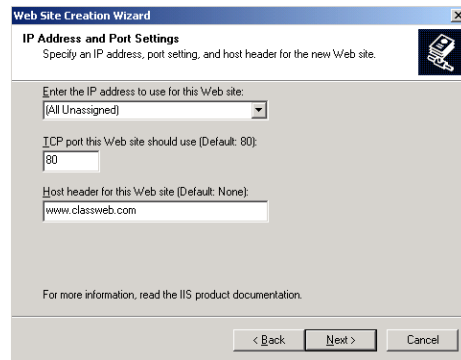 Web Site Creation Wizard
IP Address and Port Settings
Specify an IP address, port setting, and host header for the new Web site.
Enter the IP address to use for this Web site:
(All Unassigned)
TCP port this Web site should use (Default: 80):
80
Host header for this Web site (Default: None):
www.classweb.com
For more information, read the IIS product documentation.
< Back Next > Cancel